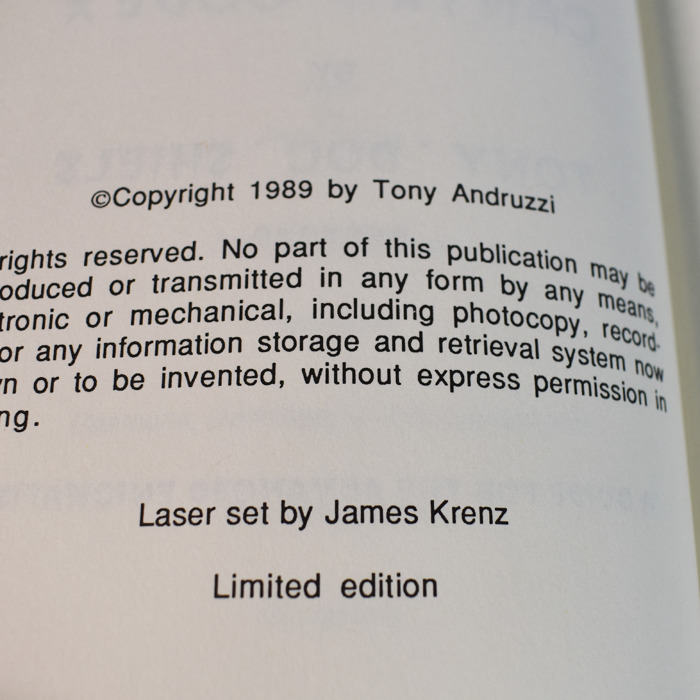 ©Copyright 1989 by Tony Andruzzi
rights reserved. No part of this publication may be
oduced or transmitted in any form by any means,
tronic or mechanical, including photocopy, record-
or any information storage and retrieval system now
n or to be invented, without express permission in
ng.
Laser set by James Krenz
Limited edition